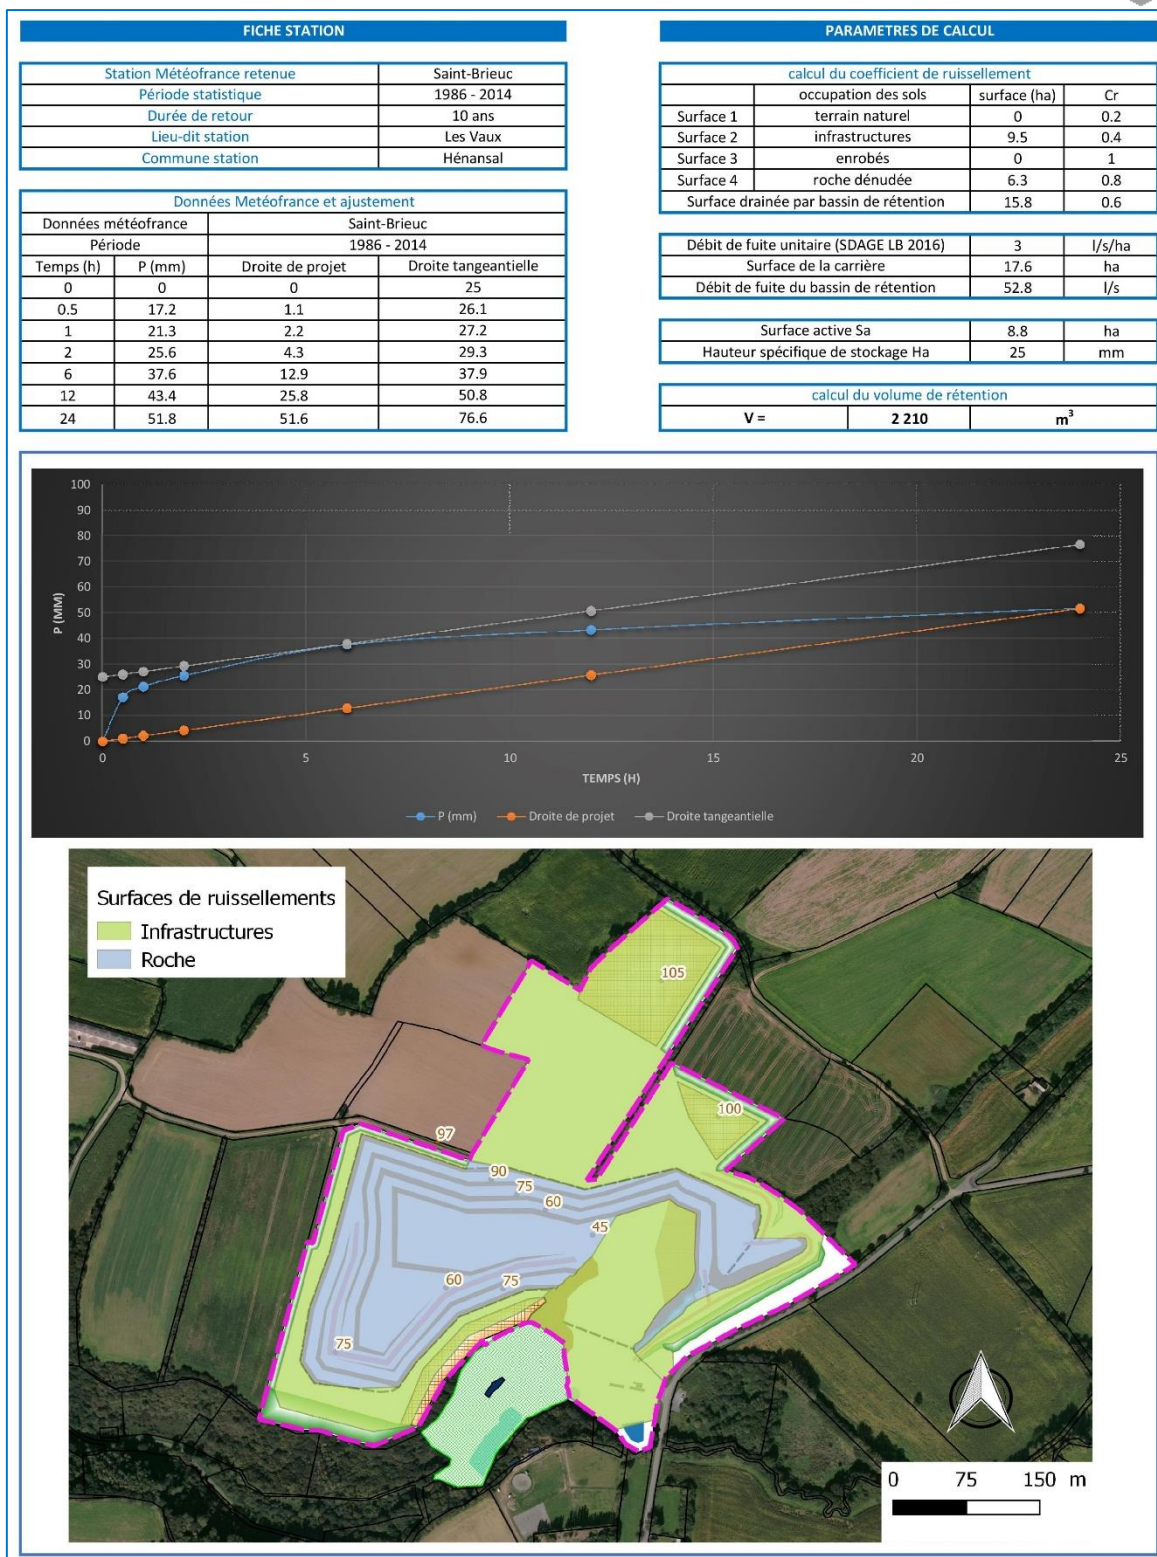 FICHE STATION
Station Météofrance retenue Saint-Brieuc
Période statistique 1986 - 2014
Durée de retour 10 ans
Lieu-dit station Les Vaux
Commune station Hénansal
Données Metéofrance et ajustement
Données météofrance Saint-Brieuc
Période 1986 - 2014
Temps (h) P (mm) Droite de projet Droite tangeantielle
0 0 0 25
0.5 17.2 1.1 26.1
1 21.3 2.2 27.2
2 25.6 4.3 29.3
6 37.6 12.9 37.9
12 43.4 25.8 50.8
24 51.8 51.6 76.6
PARAMETRES DE CALCUL
calcul du coefficient de ruissellement
occupation des sols surface (ha) Cr
Surface 1 terrain naturel 0 0.2
Surface 2 infrastructures 9.5 0.4
Surface 3 enrobés 0 1
Surface 4 roche dénudée 6.3 0.8
Surface drainée par bassin de rétention 15.8 0.6
Débit de fuite unitaire (SDAGE LB 2016) 3 l/s/ha
Surface de la carrière 17.6 ha
Débit de fuite du bassin de rétention 52.8 l/s
Surface active Sa 8.8 ha
Hauteur spécifique de stockage Ha 25 mm
calcul du volume de rétention
V = 2 210 m³
100
90
80
70
60
50
40
30
20
10
0
P (MM)
0 5 10 15 20 25
TEMPS (H)
P (mm) Droite de projet Droite tangeantielle
Surfaces de ruissellements
Infrastructures
Roche
105
100
97
90
75
60
45
60
75
75
0 75 150 m